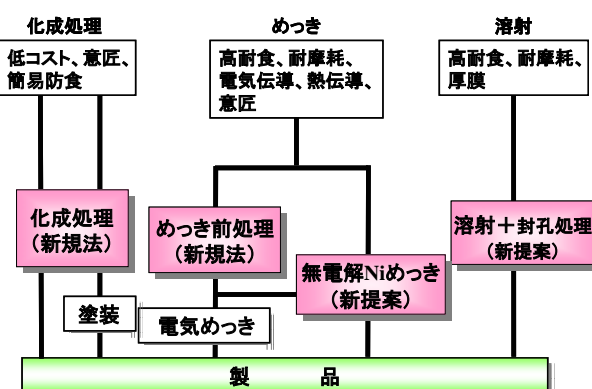 化成処理
めっき
溶射
低コスト、意匠、
簡易防食
高耐食、耐摩耗、
電気伝導、熱伝導、
意匠
高耐食、耐摩耗、
厚膜
化成処理
(新規法)
めっき前処理
(新規法)
無電解Niめっき
(新提案)
溶射+封孔処理
(新提案)
塗装
電気めっき
製 品